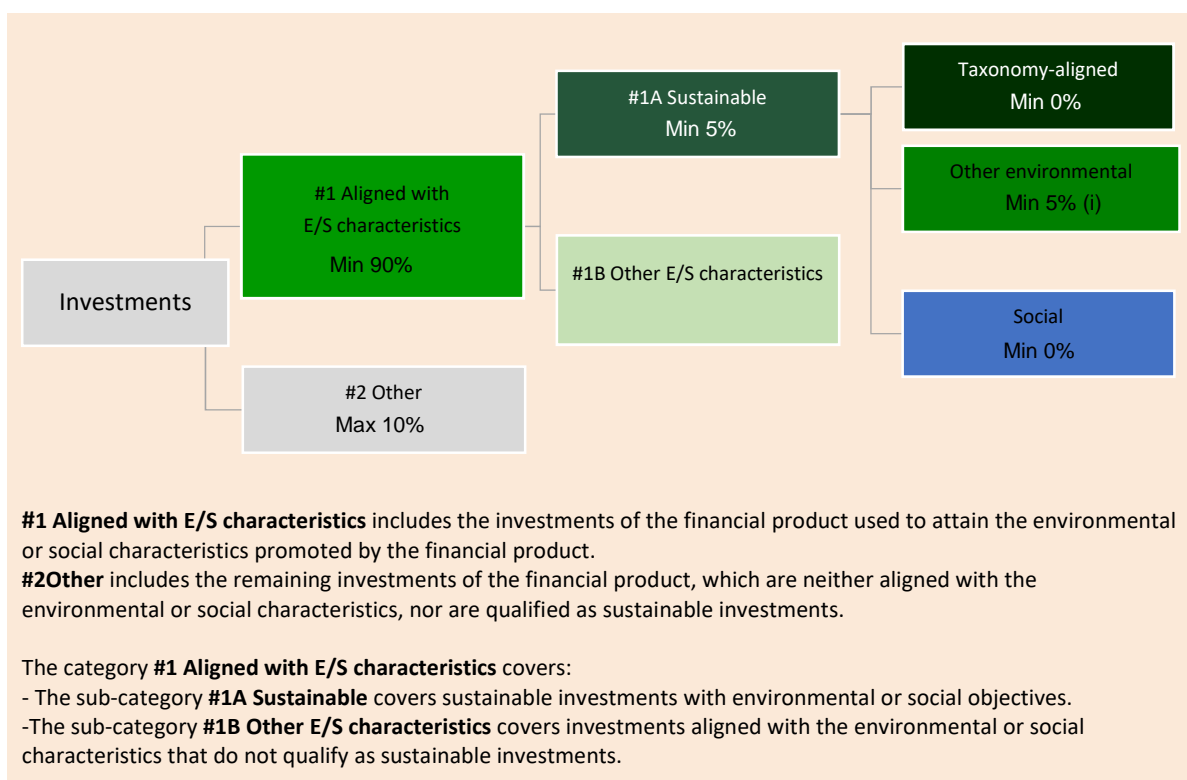 Investments
#1 Aligned with
E/S characteristics
Min 90%
#2 Other
Max 10%
#1A Sustainable
Min 5%
#1B Other E/S characteristics
Taxonomy-aligned
Min 0%
Other environmental
Min 5% (i)
Social
Min 0%
#1 Aligned with E/S characteristics includes the investments of the financial product used to attain the environmental
or social characteristics promoted by the financial product.
#2Other includes the remaining investments of the financial product, which are neither aligned with the
environmental or social characteristics, nor are qualified as sustainable investments.
The category #1 Aligned with E/S characteristics covers:
- The sub-category #1A Sustainable covers sustainable investments with environmental or social objectives.
-The sub-category #1B Other E/S characteristics covers investments aligned with the environmental or social
characteristics that do not qualify as sustainable investments.